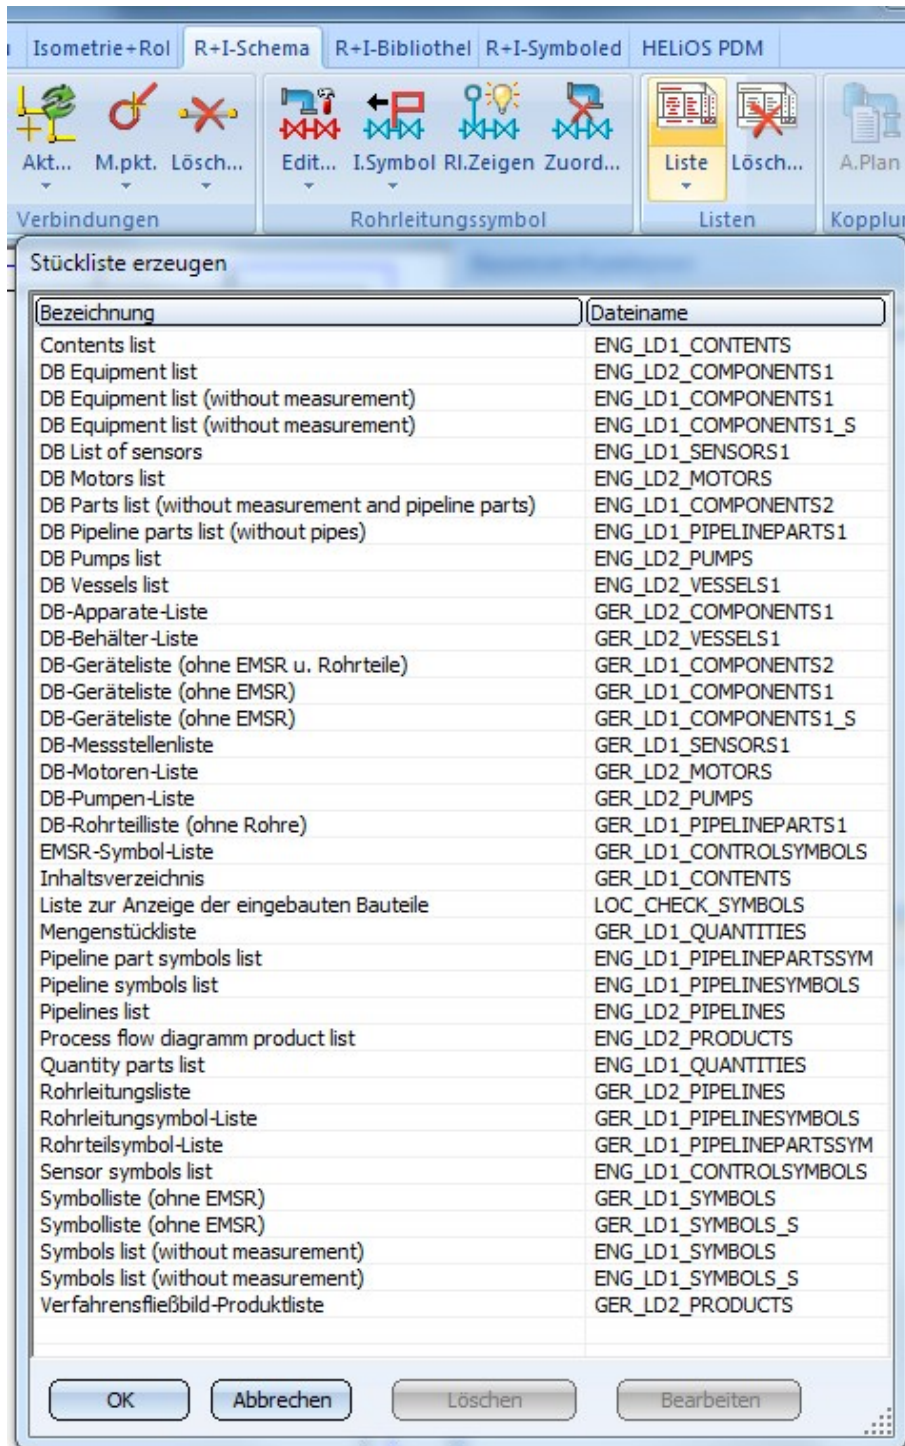 Isometrie+Rol R+I-Schema R+I-Bibliothel R+I-Symboled HELiOS PDM
Akt... M.pkt. Lösch... Edit... I.Symbol RI.Zeigen Zuord... Liste Lösch... A.Plan
Verbindungen Rohrleitungssymbol Listen Kopplu
Stückliste erzeugen
Bezeichnung Dateiname
Contents list ENG_LD1_CONTENTS
DB Equipment list ENG_LD2_COMPONENTS1
DB Equipment list (without measurement) ENG_LD1_COMPONENTS1
DB Equipment list (without measurement) ENG_LD1_COMPONENTS1_S
DB List of sensors ENG_LD1_SENSORS1
DB Motors list ENG_LD2_MOTORS
DB Parts list (without measurement and pipeline parts) ENG_LD1_COMPONENTS2
DB Pipeline parts list (without pipes) ENG_LD1_PIPELINEPARTS1
DB Pumps list ENG_LD2_PUMPS
DB Vessels list ENG_LD2_VESSELS1
DB-Apparate-Liste GER_LD2_COMPONENTS1
DB-Behälter-Liste GER_LD2_VESSELS1
DB-Geräteliste (ohne EMSR u. Rohrteile) GER_LD1_COMPONENTS2
DB-Geräteliste (ohne EMSR) GER_LD1_COMPONENTS1
DB-Geräteliste (ohne EMSR) GER_LD1_COMPONENTS1_S
DB-Messstellenliste GER_LD1_SENSORS1
DB-Motoren-Liste GER_LD2_MOTORS
DB-Pumpen-Liste GER_LD2_PUMPS
DB-Rohrteilliste (ohne Rohre) GER_LD1_PIPELINEPARTS1
EMSR-Symbol-Liste GER_LD1_CONTROLSYMBOLS
Inhaltsverzeichnis GER_LD1_CONTENTS
Liste zur Anzeige der eingebauten Bauteile LOC_CHECK_SYMBOLS
Mengenstückliste GER_LD1_QUANTITIES
Pipeline part symbols list ENG_LD1_PIPELINEPARTSSYM
Pipeline symbols list ENG_LD1_PIPELINESYMBOLS
Pipelines list ENG_LD2_PIPELINES
Process flow diagramm product list ENG_LD2_PRODUCTS
Quantity parts list ENG_LD1_QUANTITIES
Rohrleitungsliste GER_LD2_PIPELINES
Rohrleitungsymbol-Liste GER_LD1_PIPELINESYMBOLS
Rohrteilsymbol-Liste GER_LD1_PIPELINEPARTSSYM
Sensor symbols list ENG_LD1_CONTROLSYMBOLS
Symbolliste (ohne EMSR) GER_LD1_SYMBOLS
Symbolliste (ohne EMSR) GER_LD1_SYMBOLS_S
Symbols list (without measurement) ENG_LD1_SYMBOLS
Symbols list (without measurement) ENG_LD1_SYMBOLS_S
Verfahrensfließbild-Produktliste GER_LD2_PRODUCTS
OK Abbrechen Löschen Bearbeiten